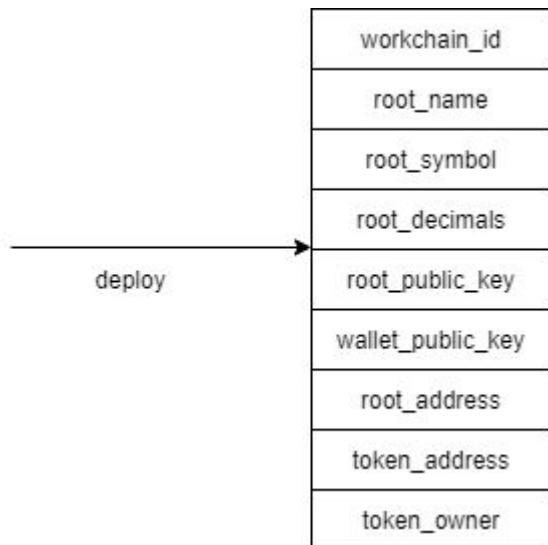 workchain_id
root_name
root_symbol
root_decimals
deploy
root_public_key
wallet_public_key
root_address
token_address
token_owner